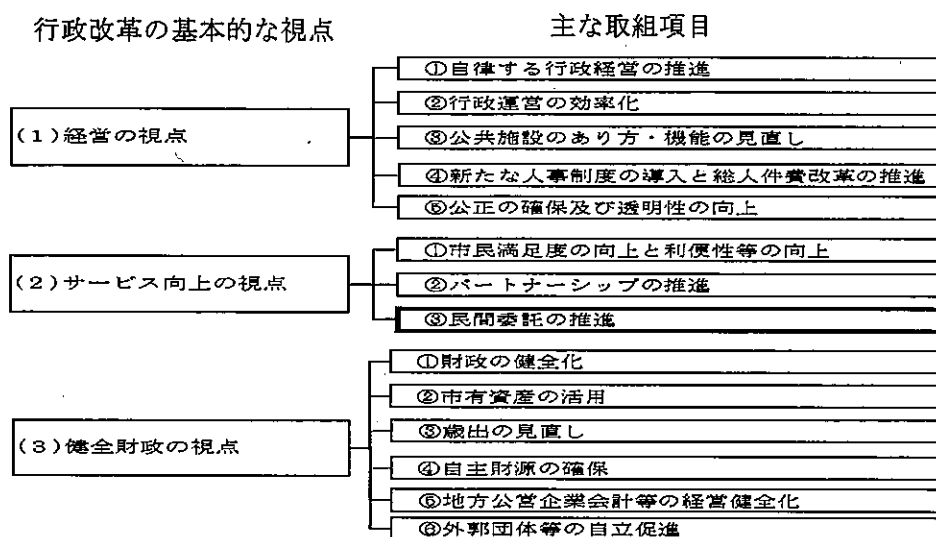 行政改革の基本的な視点
主な取組項目
(1)経営の視点
①自律する行政経営の推進
②行政運営の効率化
③公共施設のあり方・機能の見直し
④新たな人事制度の導入と総人件費改革の推進
⑤公正の確保及び透明性の向上
(2)サービス向上の視点
①市民満足度の向上と利便性等の向上
②パートナーシップの推進
③民間委託の推進
(3)健全財政の視点
①財政の健全化
②市有資産の活用
③歳出の見直し
④自主財源の確保
⑤地方公営企業会計等の経営健全化
⑥外郭団体等の自立促進